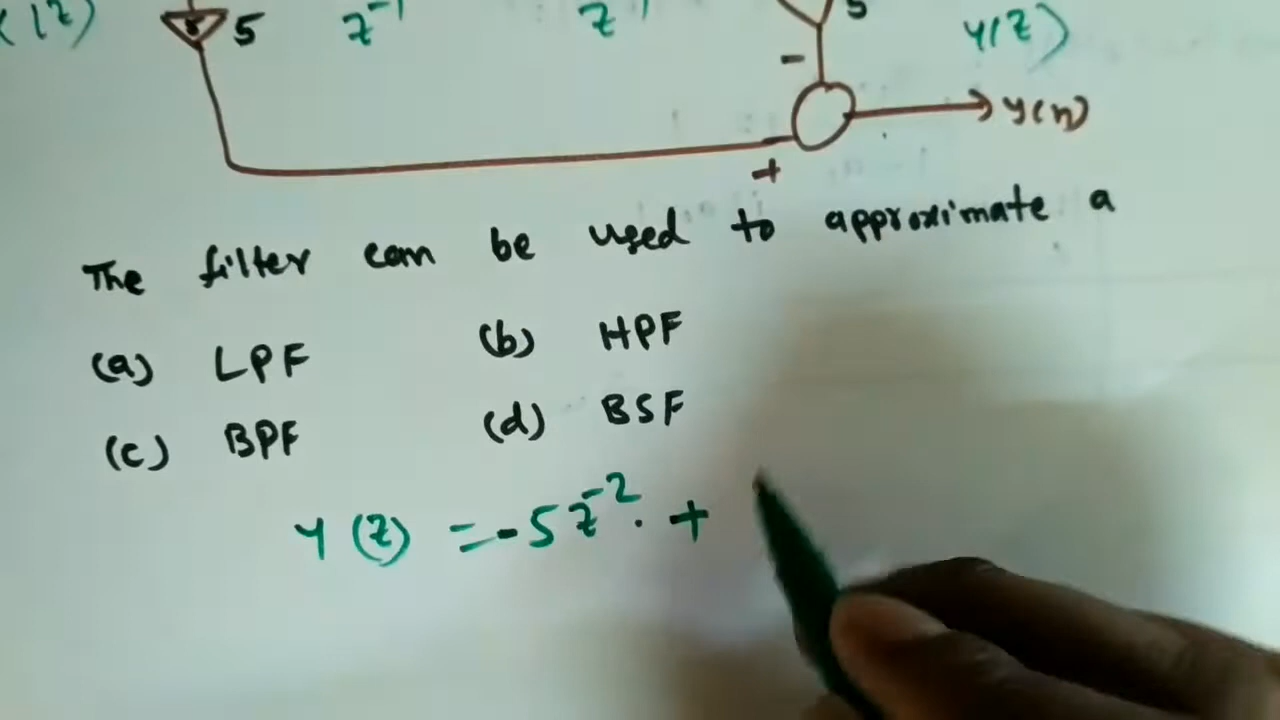 x(z) 5 z⁻¹ z⁻¹ 5 Y(z)
- y(n)
+
The filter can be used to approximate a
(a) LPF (b) HPF
(c) BPF (d) BSF
Y(z) = -5z⁻². +